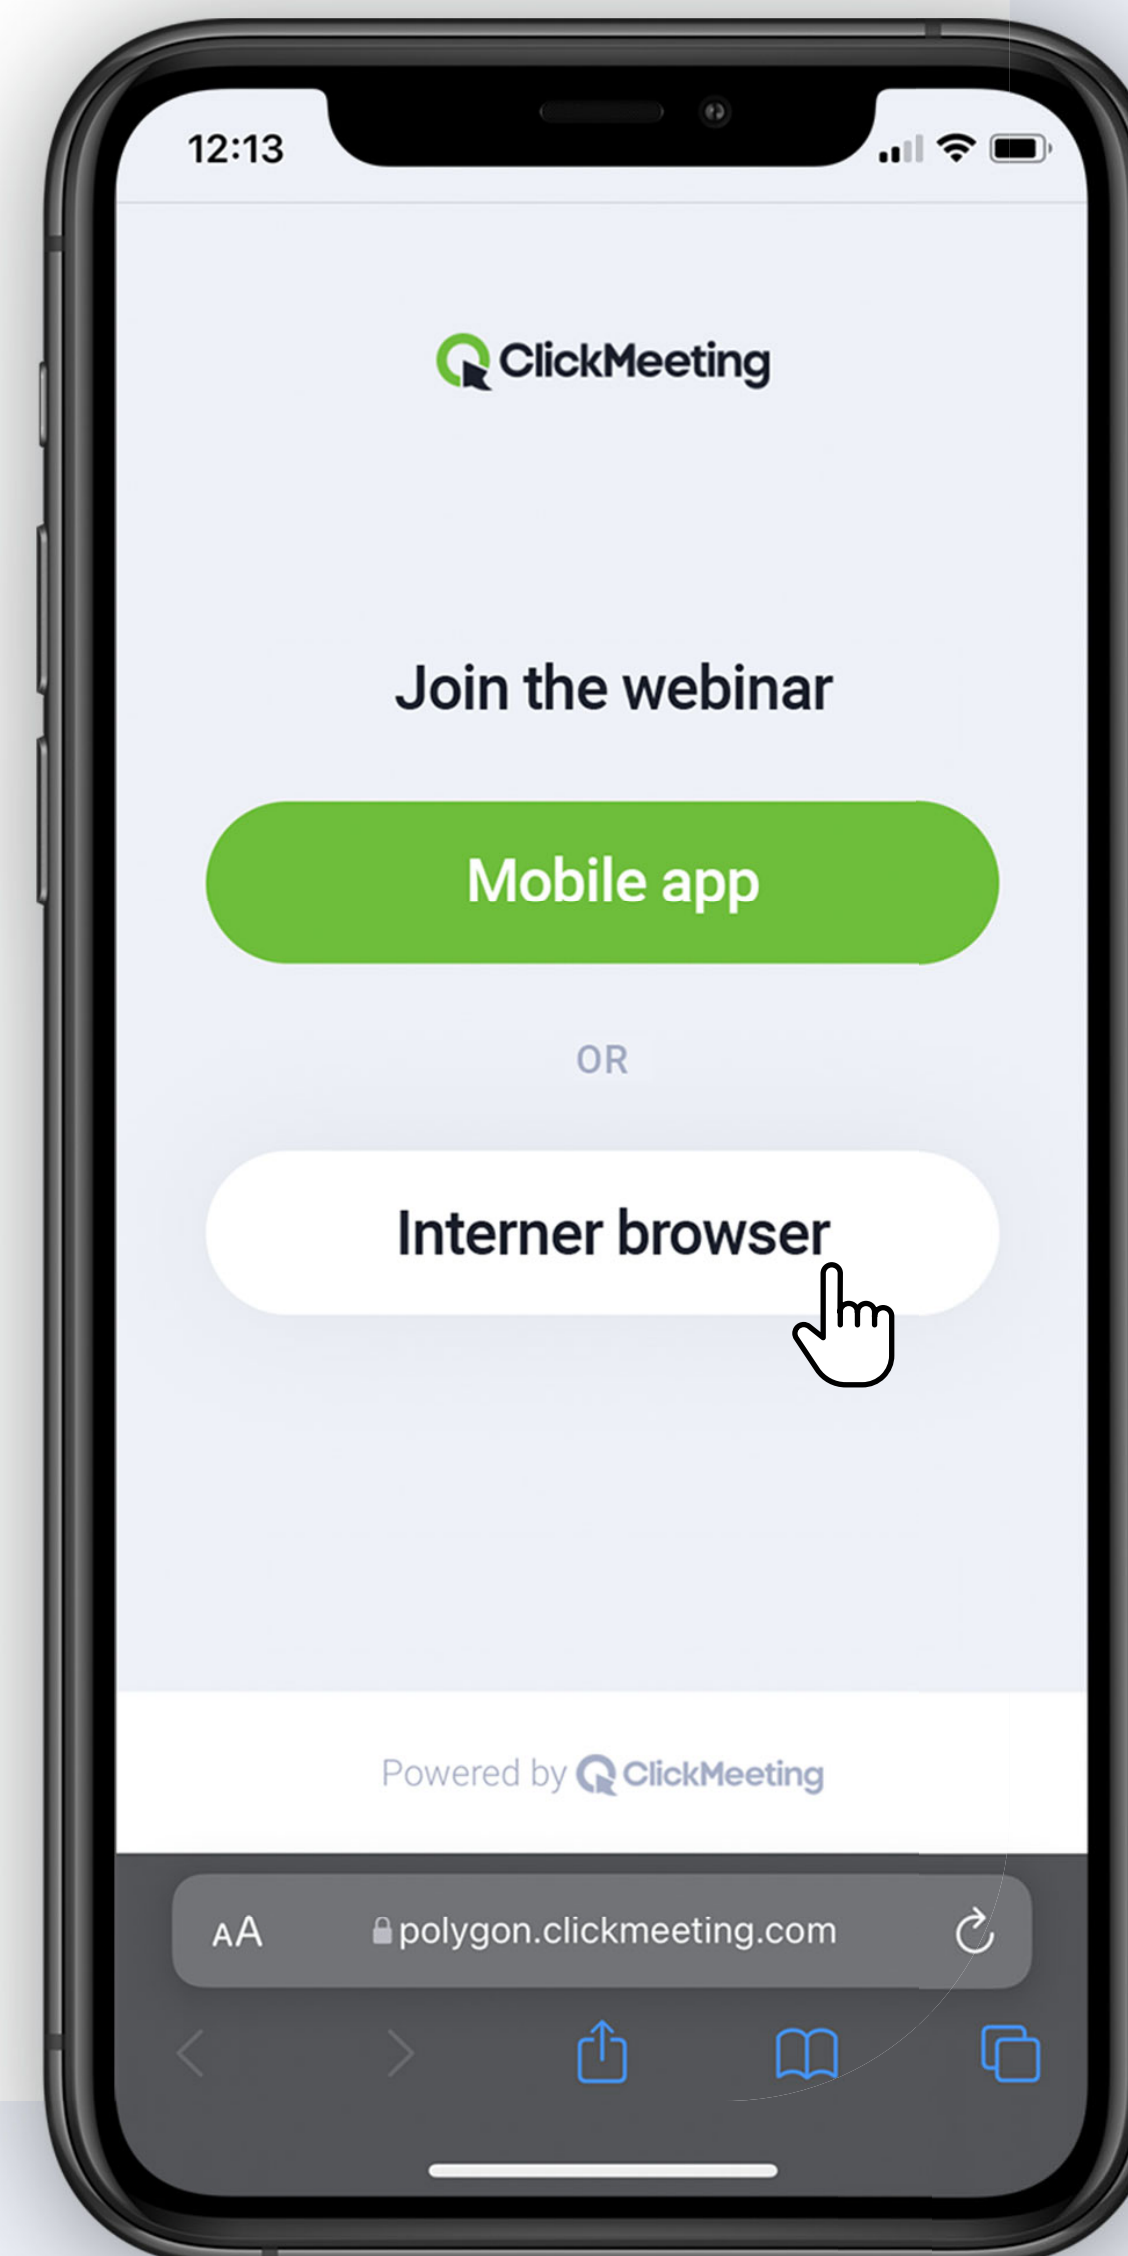 12:13
ClickMeeting
Join the webinar
Mobile app
OR
Interner browser
Powered by ClickMeeting
AA polygon.clickmeeting.com